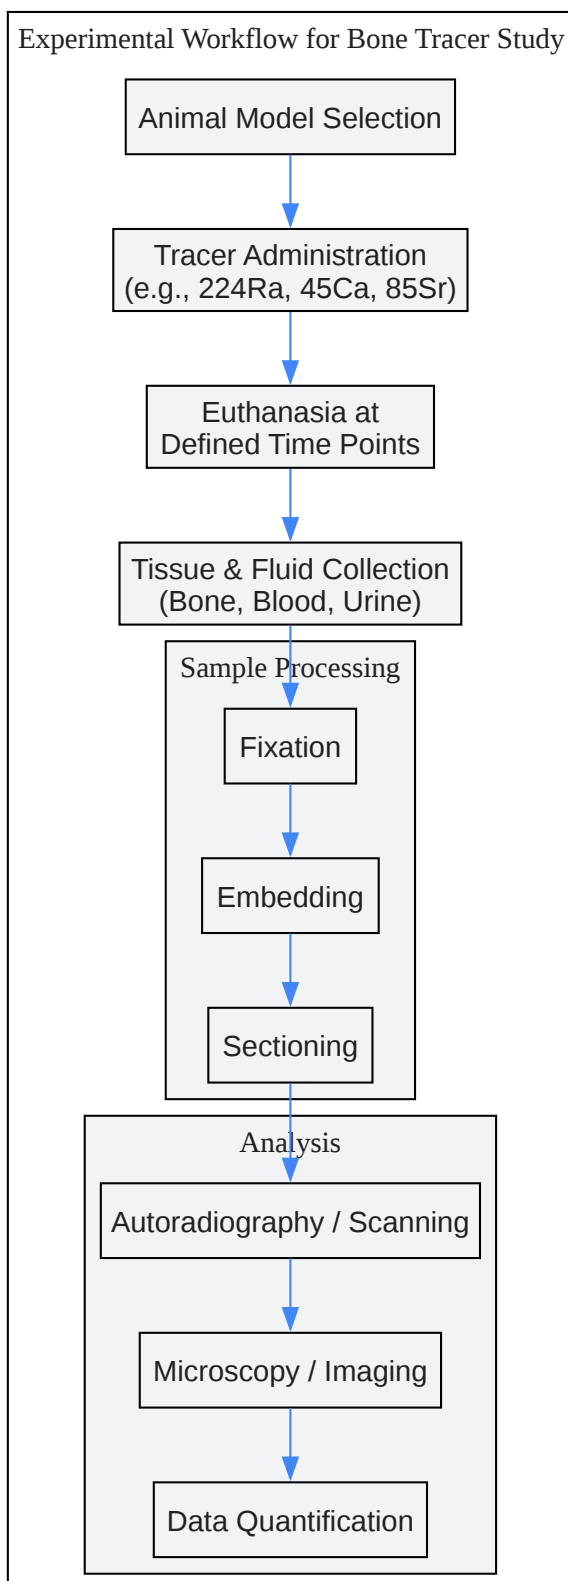 Experimental Workflow for Bone Tracer Study
Animal Model Selection
Tracer Administration
(e.g., 224Ra, 45Ca, 85Sr)
Euthanasia at
Defined Time Points
Tissue & Fluid Collection
(Bone, Blood, Urine)
Sample Processing
Fixation
Embedding
Sectioning
Analysis
Autoradiography / Scanning
Microscopy / Imaging
Data Quantification